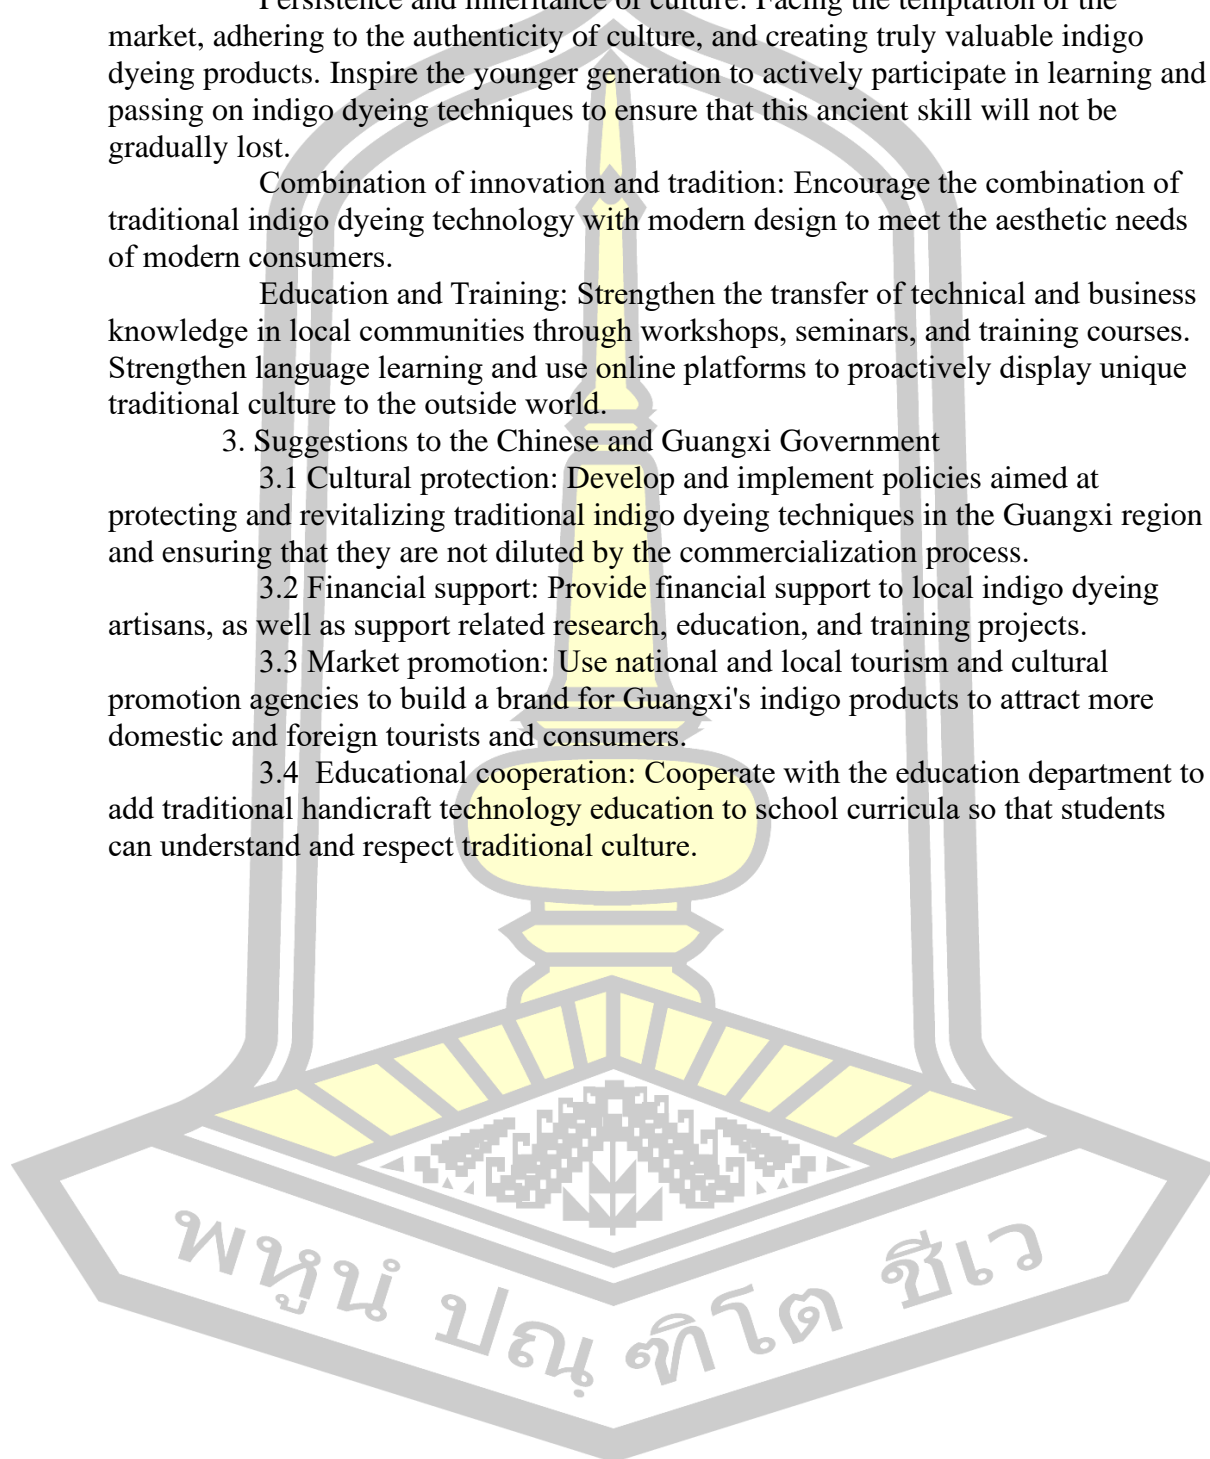 Persistence and inheritance of culture: Facing the temptation of the
market, adhering to the authenticity of culture, and creating truly valuable indigo
dyeing products. Inspire the younger generation to actively participate in learning and
passing on indigo dyeing techniques to ensure that this ancient skill will not be
gradually lost.
Combination of innovation and tradition: Encourage the combination of
traditional indigo dyeing technology with modern design to meet the aesthetic needs
of modern consumers.
Education and Training: Strengthen the transfer of technical and business
knowledge in local communities through workshops, seminars, and training courses.
Strengthen language learning and use online platforms to proactively display unique
traditional culture to the outside world.
3. Suggestions to the Chinese and Guangxi Government
3.1 Cultural protection: Develop and implement policies aimed at
protecting and revitalizing traditional indigo dyeing techniques in the Guangxi region
and ensuring that they are not diluted by the commercialization process.
3.2 Financial support: Provide financial support to local indigo dyeing
artisans, as well as support related research, education, and training projects.
3.3 Market promotion: Use national and local tourism and cultural
promotion agencies to build a brand for Guangxi's indigo products to attract more
domestic and foreign tourists and consumers.
3.4 Educational cooperation: Cooperate with the education department to
add traditional handicraft technology education to school curricula so that students
can understand and respect traditional culture.
พหูนํ ปณฺฑิโต ชีเว